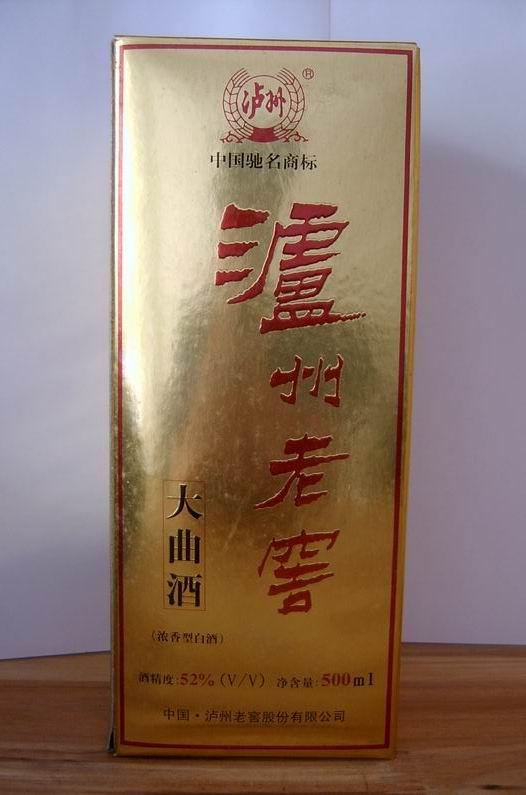 泸州
®
中国驰名商标
瀘州老窖
大曲酒
(浓香型白酒)
酒精度:52%(V/V) 净含量:500ml
中国·泸州老窖股份有限公司